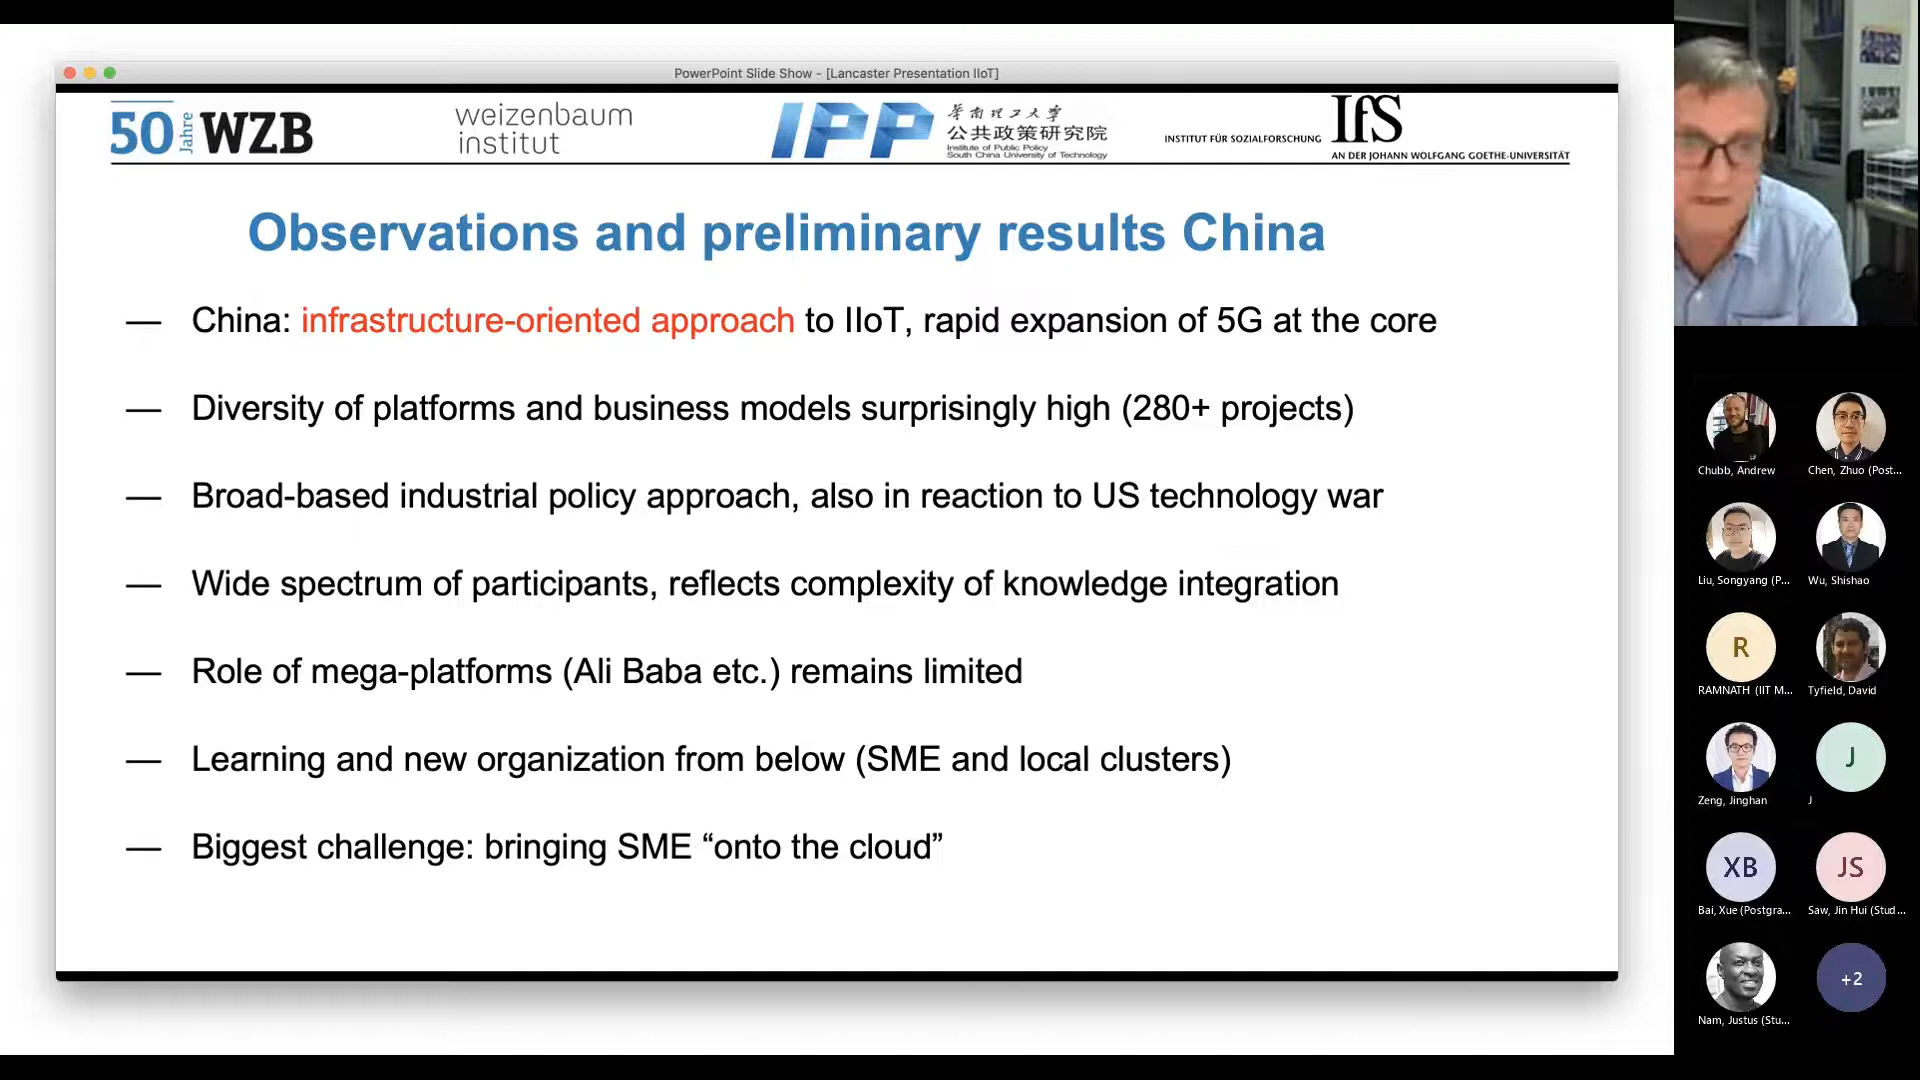 PowerPoint Slide Show - [Lancaster Presentation IIoT]
50 Jahre WZB
weizenbaum
institut
IPP
华南理工大学
公共政策研究院
Institute of Public Policy
South China University of Technology
INSTITUT FÜR SOZIALFORSCHUNG IfS
AN DER JOHANN WOLFGANG GOETHE-UNIVERSITÄT
Observations and preliminary results China
— China: infrastructure-oriented approach to IIoT, rapid expansion of 5G at the core
— Diversity of platforms and business models surprisingly high (280+ projects)
— Broad-based industrial policy approach, also in reaction to US technology war
— Wide spectrum of participants, reflects complexity of knowledge integration
— Role of mega-platforms (Ali Baba etc.) remains limited
— Learning and new organization from below (SME and local clusters)
— Biggest challenge: bringing SME “onto the cloud”
Chubb, Andrew
Chen, Zhuo (Post...
Liu, Songyang (P...
Wu, Shishao
R
RAMNATH (IIT M...
Tyfield, David
Zeng, Jinghan
J
J
XB
Bai, Xue (Postgra...
JS
Saw, Jin Hui (Stud...
Nam, Justus (Stu...
+2